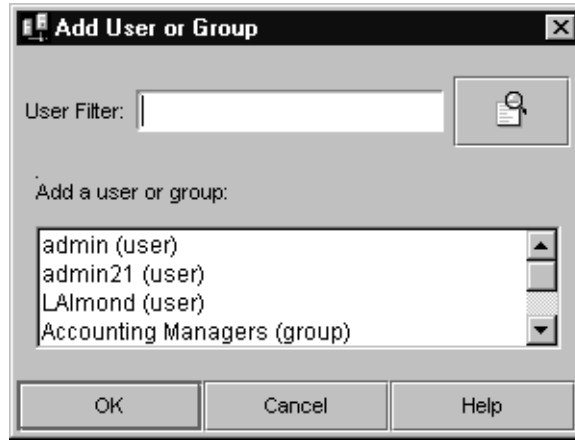 Add User or Group
User Filter:
Add a user or group:
admin (user)
admin21 (user)
LAlmond (user)
Accounting Managers (group)
OK
Cancel
Help